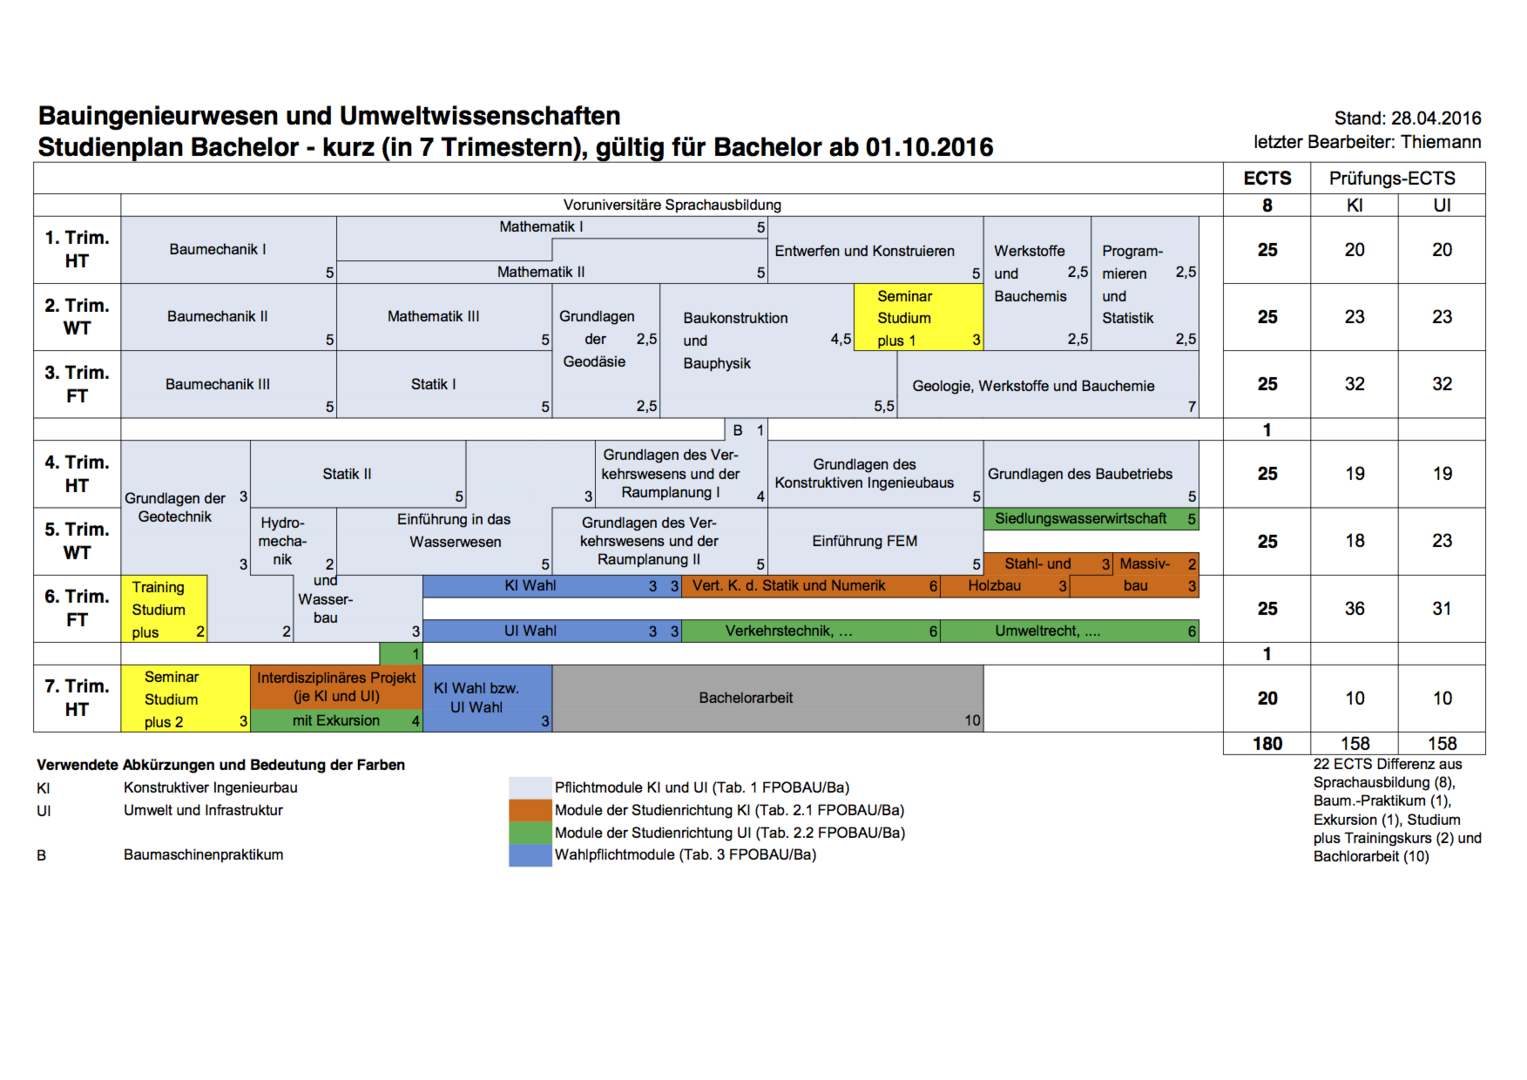 Bauingenieurwesen und Umweltwissenschaften
Studienplan Bachelor - kurz (in 7 Trimestern), gültig für Bachelor ab 01.10.2016
Stand: 28.04.2016
letzter Bearbeiter: Thiemann
ECTS Prüfungs-ECTS
Voruniversitäre Sprachausbildung 8 KI UI
1. Trim.
HT
Baumechanik I 5
Mathematik I 5
Mathematik II 5
Entwerfen und Konstruieren 5
Werkstoffe
und 2,5
Bauchemis
2,5
Program-
mieren 2,5
und
Statistik
2,5
25 20 20
2. Trim.
WT
Baumechanik II 5
Mathematik III 5
Grundlagen
der 2,5
Geodäsie
2,5
Baukonstruktion
und 4,5
Bauphysik
5,5
Seminar
Studium
plus 1 3
25 23 23
3. Trim.
FT
Baumechanik III 5
Statik I 5
Geologie, Werkstoffe und Bauchemie
7
25 32 32
B 1
1
4. Trim.
HT
Grundlagen der 3
Geotechnik
3
2
Statik II
5
3
Grundlagen des Ver-
kehrswesens und der
Raumplanung I 4
Grundlagen des
Konstruktiven Ingenieubaus 5
Grundlagen des Baubetriebs
5
25 19 19
5. Trim.
WT
Hydro-
mecha-
nik 2
und
Wasser-
bau
3
Einführung in das
Wasserwesen
5
Grundlagen des Ver-
kehrswesens und der
Raumplanung II 5
Einführung FEM
5
Siedlungswasserwirtschaft 5
Stahl- und 3
Massiv- 2
25 18 23
6. Trim.
FT
Training
Studium
plus 2
KI Wahl 3 3
Vert. K. d. Statik und Numerik 6
Holzbau 3
bau 3
UI Wahl 3 3
Verkehrstechnik, … 6
Umweltrecht, .... 6
25 36 31
1
1
7. Trim.
HT
Seminar
Studium
plus 2 3
Interdisziplinäres Projekt
(je KI und UI)
mit Exkursion 4
KI Wahl bzw.
UI Wahl
3
Bachelorarbeit
10
20 10 10
180 158 158
Verwendete Abkürzungen und Bedeutung der Farben
KI Konstruktiver Ingenieurbau
UI Umwelt und Infrastruktur
B Baumaschinenpraktikum
Pflichtmodule KI und UI (Tab. 1 FPOBAU/Ba)
Module der Studienrichtung KI (Tab. 2.1 FPOBAU/Ba)
Module der Studienrichtung UI (Tab. 2.2 FPOBAU/Ba)
Wahlpflichtmodule (Tab. 3 FPOBAU/Ba)
22 ECTS Differenz aus
Sprachausbildung (8),
Baum.-Praktikum (1),
Exkursion (1), Studium
plus Trainingskurs (2) und
Bachlorarbeit (10)